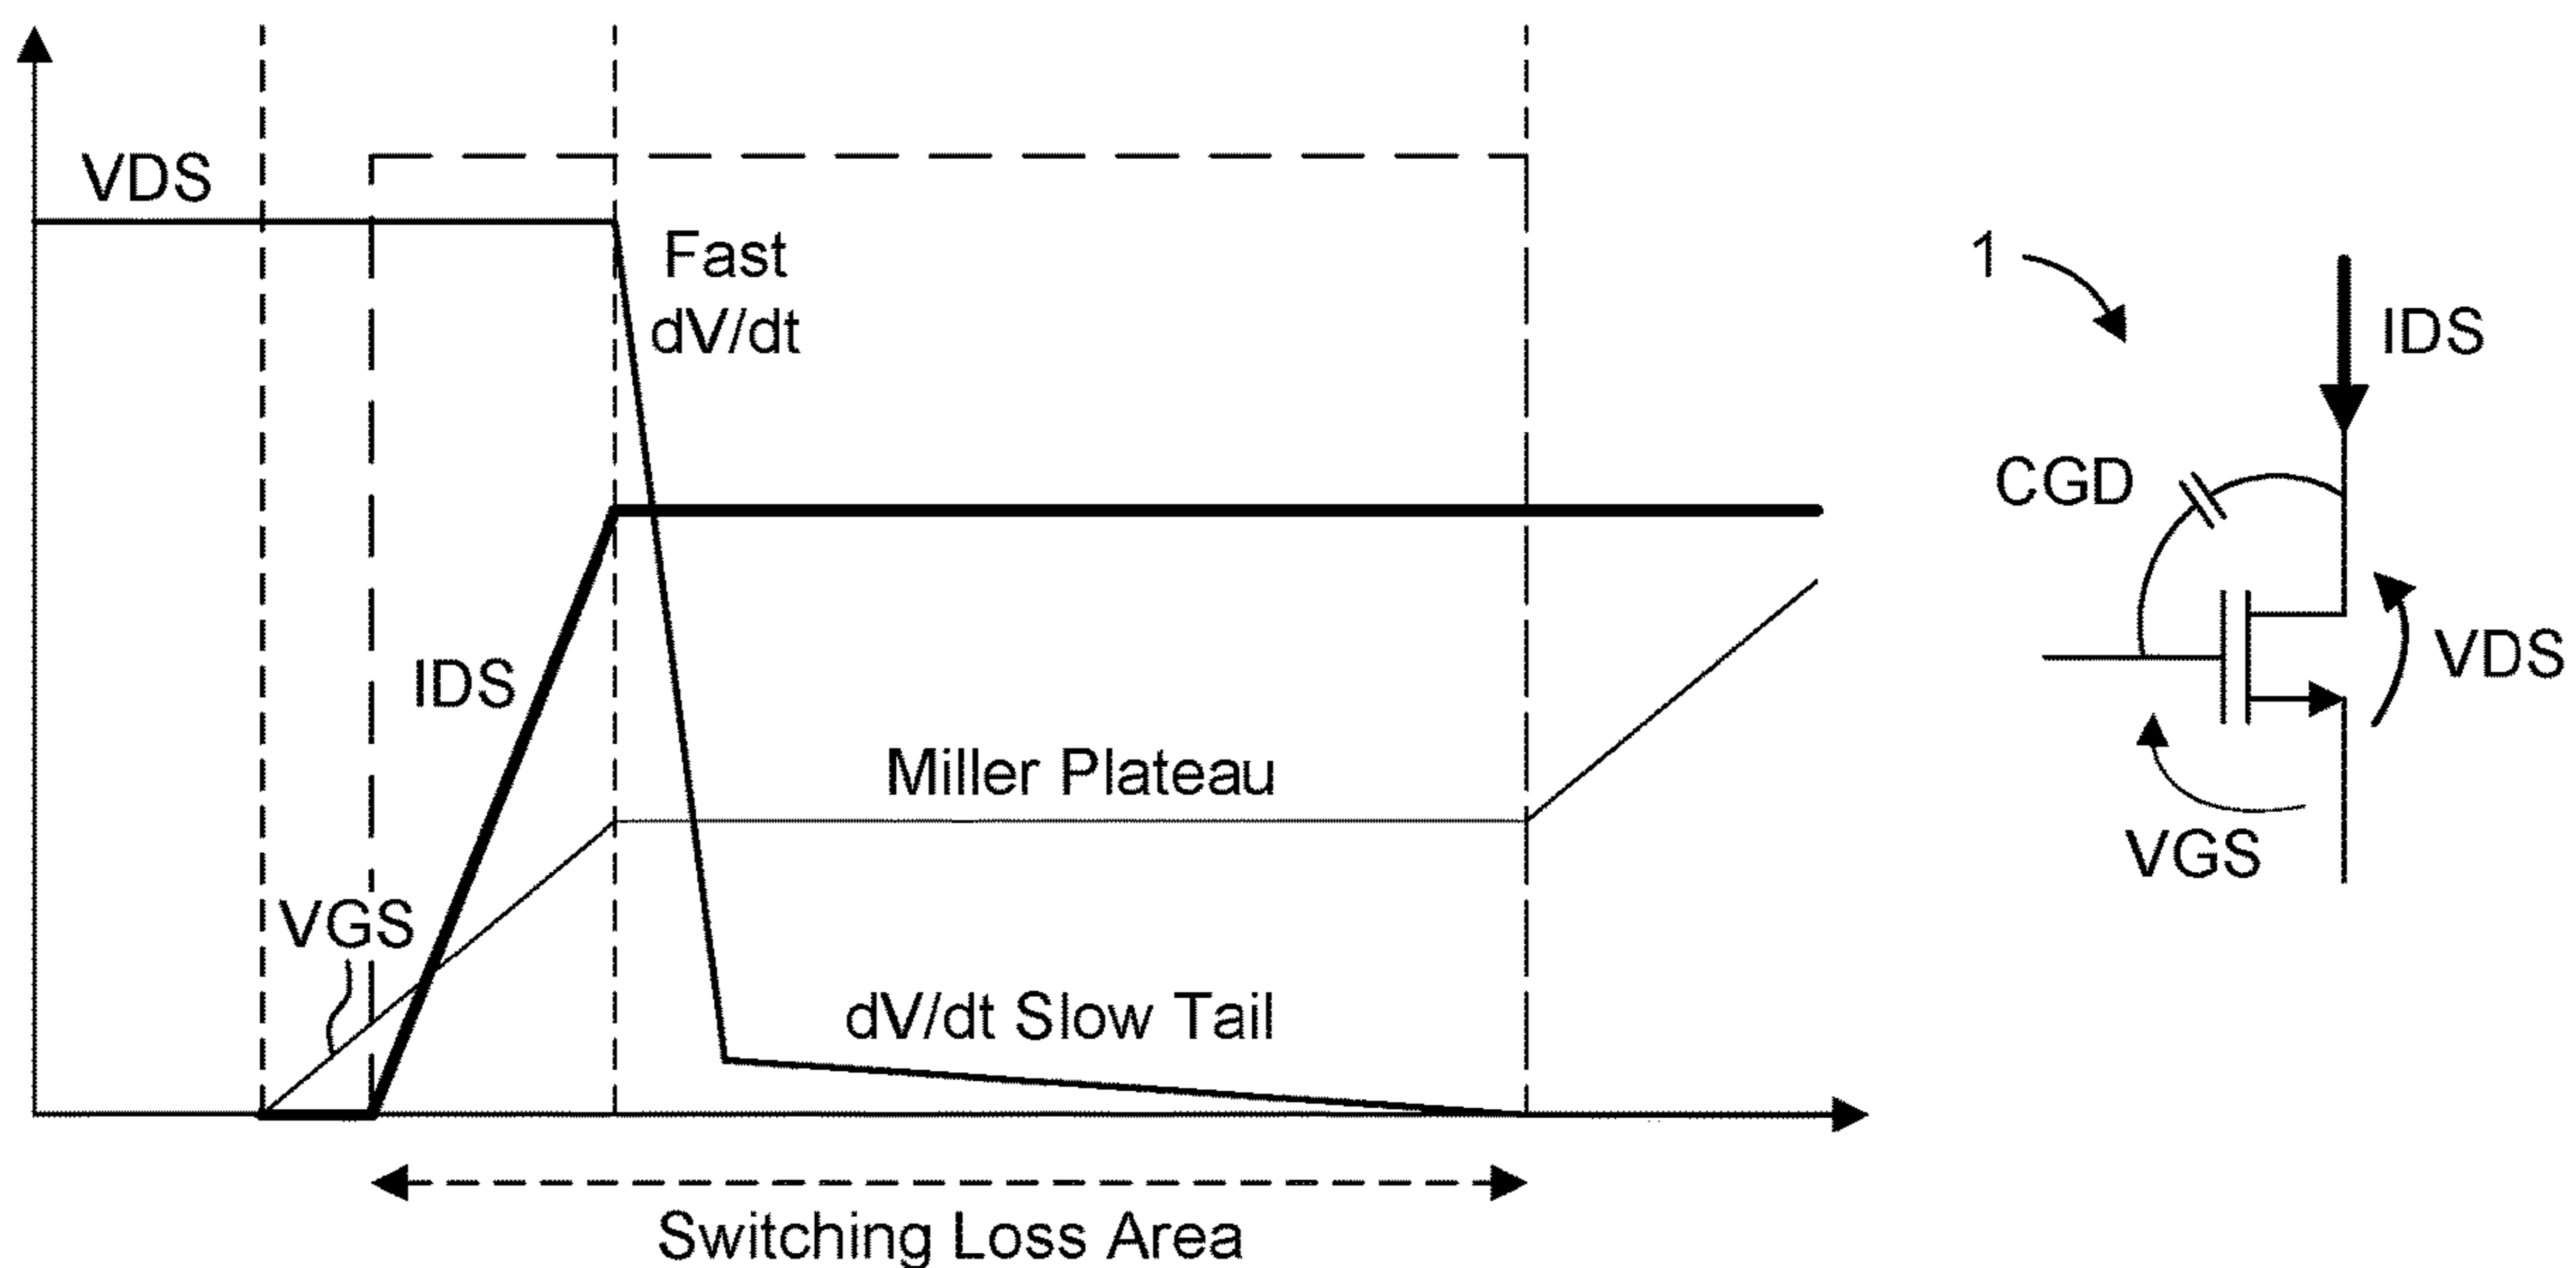 VDS
Fast
dV/dt
IDS
VGS
Miller Plateau
dV/dt Slow Tail
Switching Loss Area
1
IDS
CGD
VDS
VGS